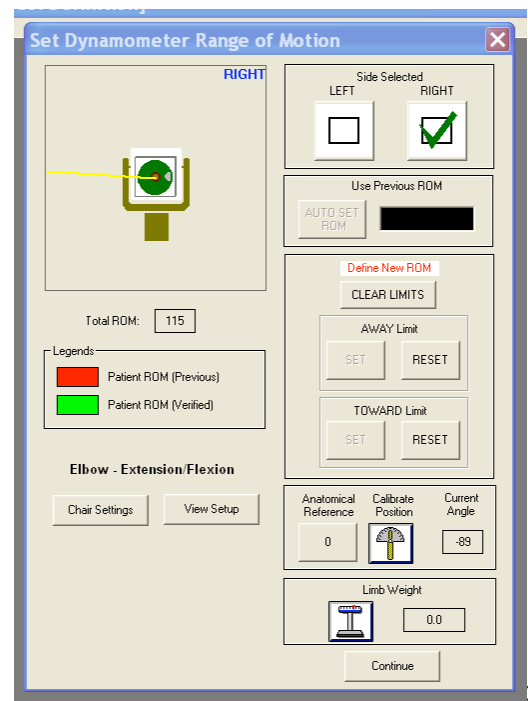 Set Dynamometer Range of Motion
RIGHT
Total ROM: 115
Legends
Patient ROM (Previous)
Patient ROM (Verified)
Elbow - Extension/Flexion
Chair Settings
View Setup
Side Selected
LEFT RIGHT
Use Previous ROM
AUTO SET
ROM
Define New ROM
CLEAR LIMITS
AWAY Limit
SET RESET
TOWARD Limit
SET RESET
Anatomical Calibrate Current
Reference Position Angle
0 -89
Limb Weight
0.0
Continue